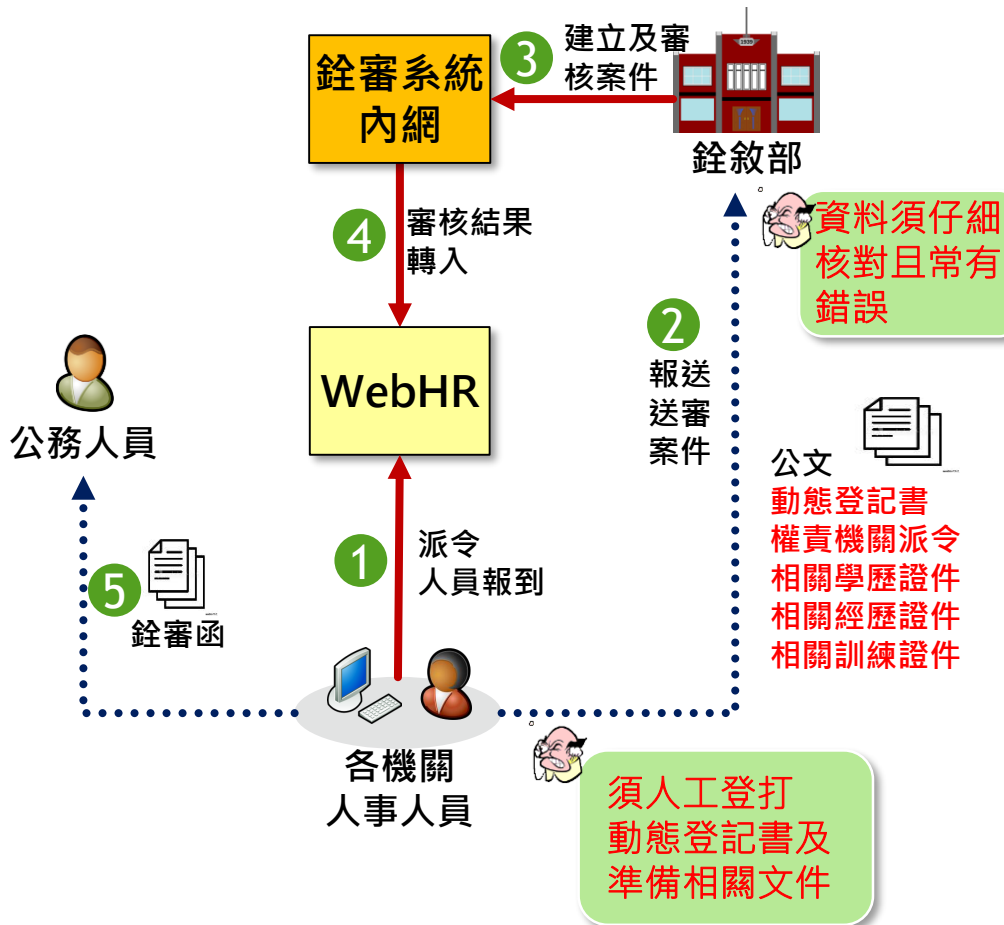 銓審系統
內網
3
建立及審
核案件
1930
銓敘部
4
審核結果
轉入
資料須仔細
核對且常有
錯誤
2
報送
送審
案件
WebHR
公務人員
公文
動態登記書
權責機關派令
相關學歷證件
相關經歷證件
相關訓練證件
1
派令
人員報到
5
銓審函
各機關
人事人員
須人工登打
動態登記書及
準備相關文件